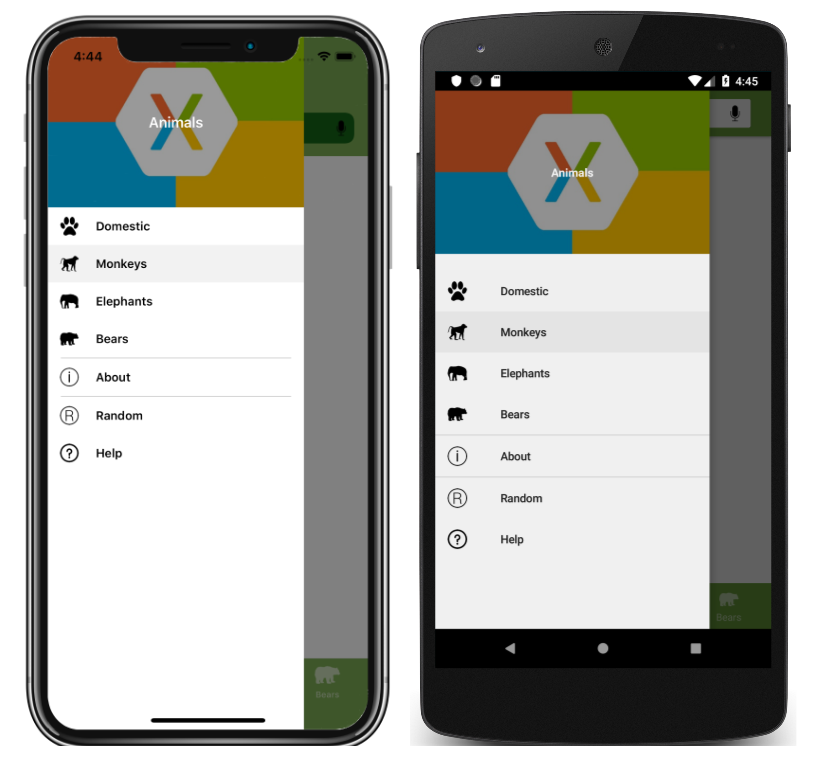 4:44
Animals
Domestic
Monkeys
Elephants
Bears
About
Random
Help
Bears
4:45
Animals
Domestic
Monkeys
Elephants
Bears
About
Random
Help
Bears